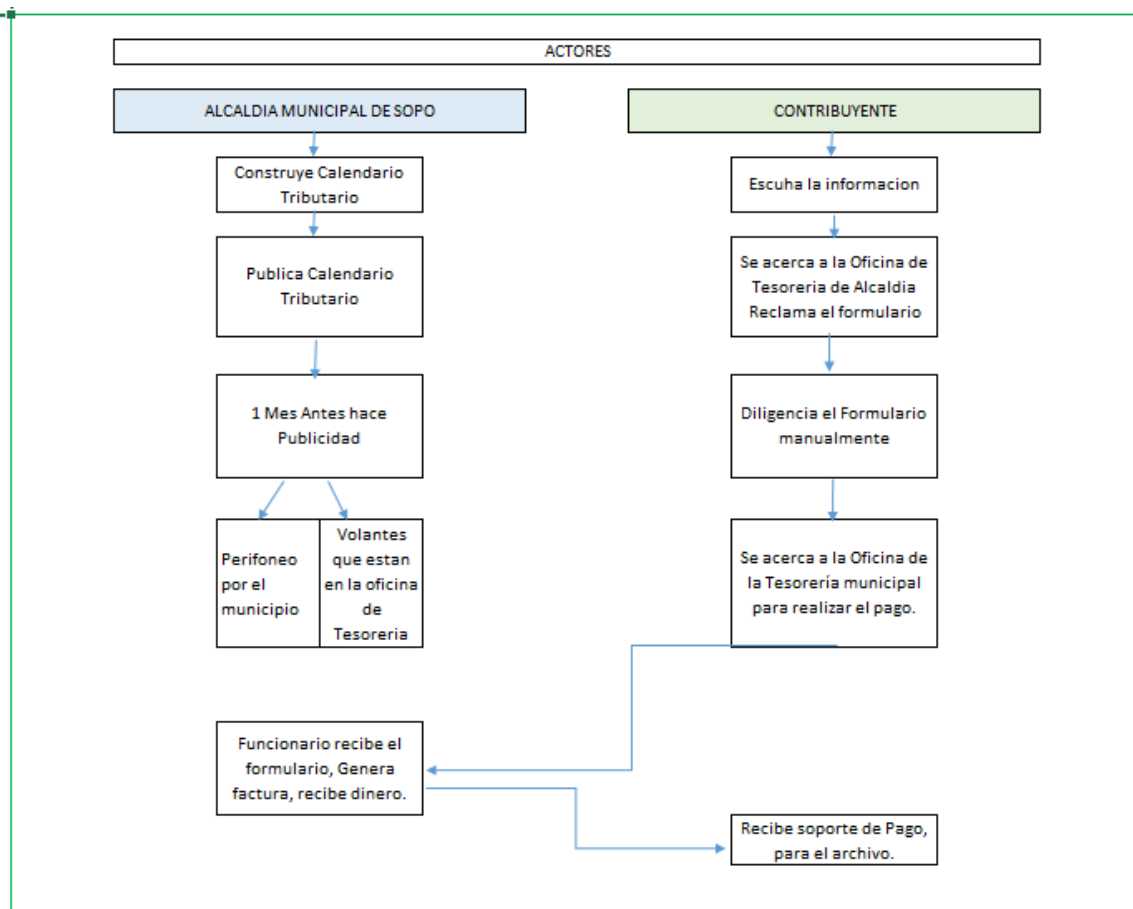 ACTORES
ALCALDIA MUNICIPAL DE SOPO
Construye Calendario
Tributario
Publica Calendario
Tributario
1 Mes Antes hace
Publicidad
Perifoneo
por el
municipio
Volantes
que estan
en la oficina
de
Tesoreria
Funcionario recibe el
formulario, Genera
factura, recibe dinero.
CONTRIBUYENTE
Escuha la informacion
Se acerca a la Oficina de
Tesoreria de Alcaldia
Reclama el formulario
Diligencia el Formulario
manualmente
Se acerca a la Oficina de
la Tesorería municipal
para realizar el pago.
Recibe soporte de Pago,
para el archivo.